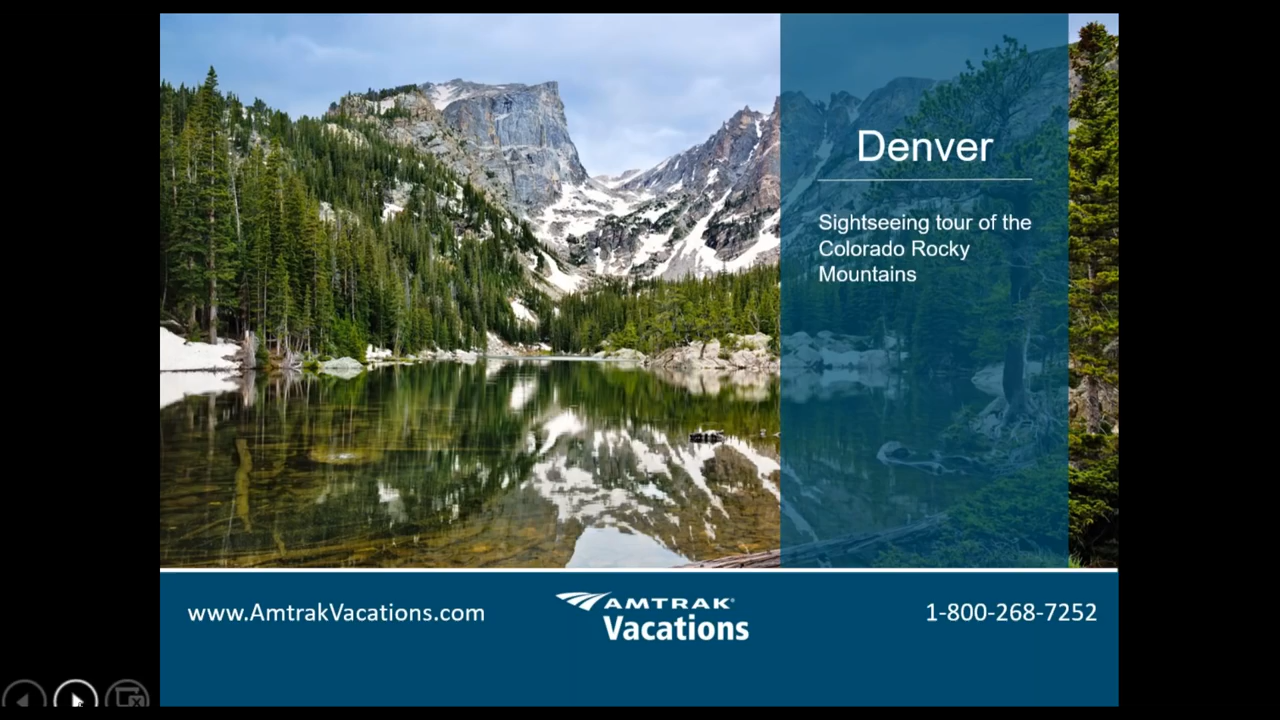 Denver
Sightseeing tour of the
Colorado Rocky
Mountains
www.AmtrakVacations.com
AMTRAK®
Vacations
1-800-268-7252